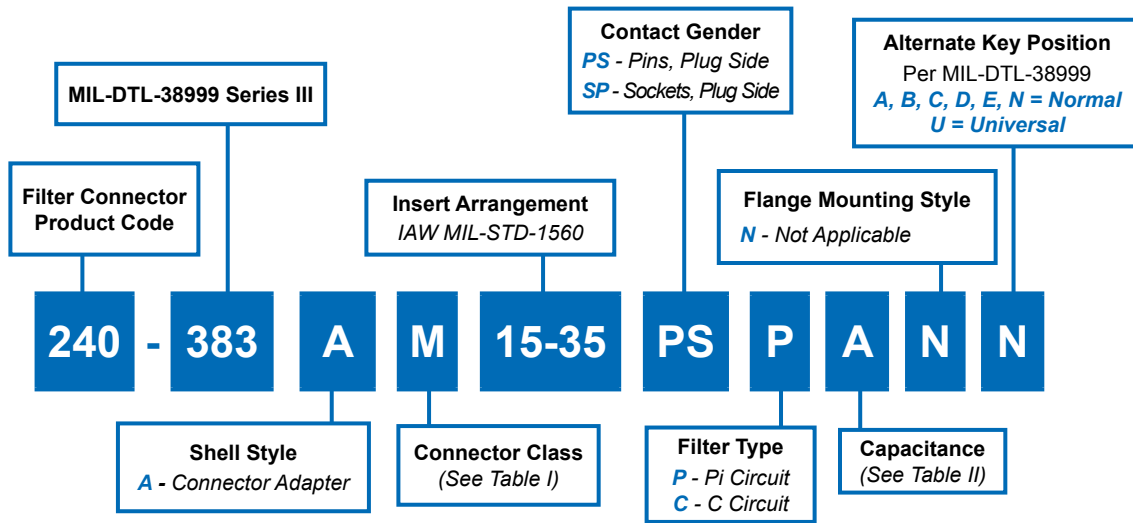 Contact Gender
PS - Pins, Plug Side
SP - Sockets, Plug Side
Alternate Key Position
Per MIL-DTL-38999
A, B, C, D, E, N = Normal
U = Universal
MIL-DTL-38999 Series III
Filter Connector
Product Code
Insert Arrangement
IAW MIL-STD-1560
Flange Mounting Style
N - Not Applicable
240 - 383 A M 15-35 PS P A N N
Shell Style
A - Connector Adapter
Connector Class
(See Table I)
Filter Type
P - Pi Circuit
C - C Circuit
Capacitance
(See Table II)